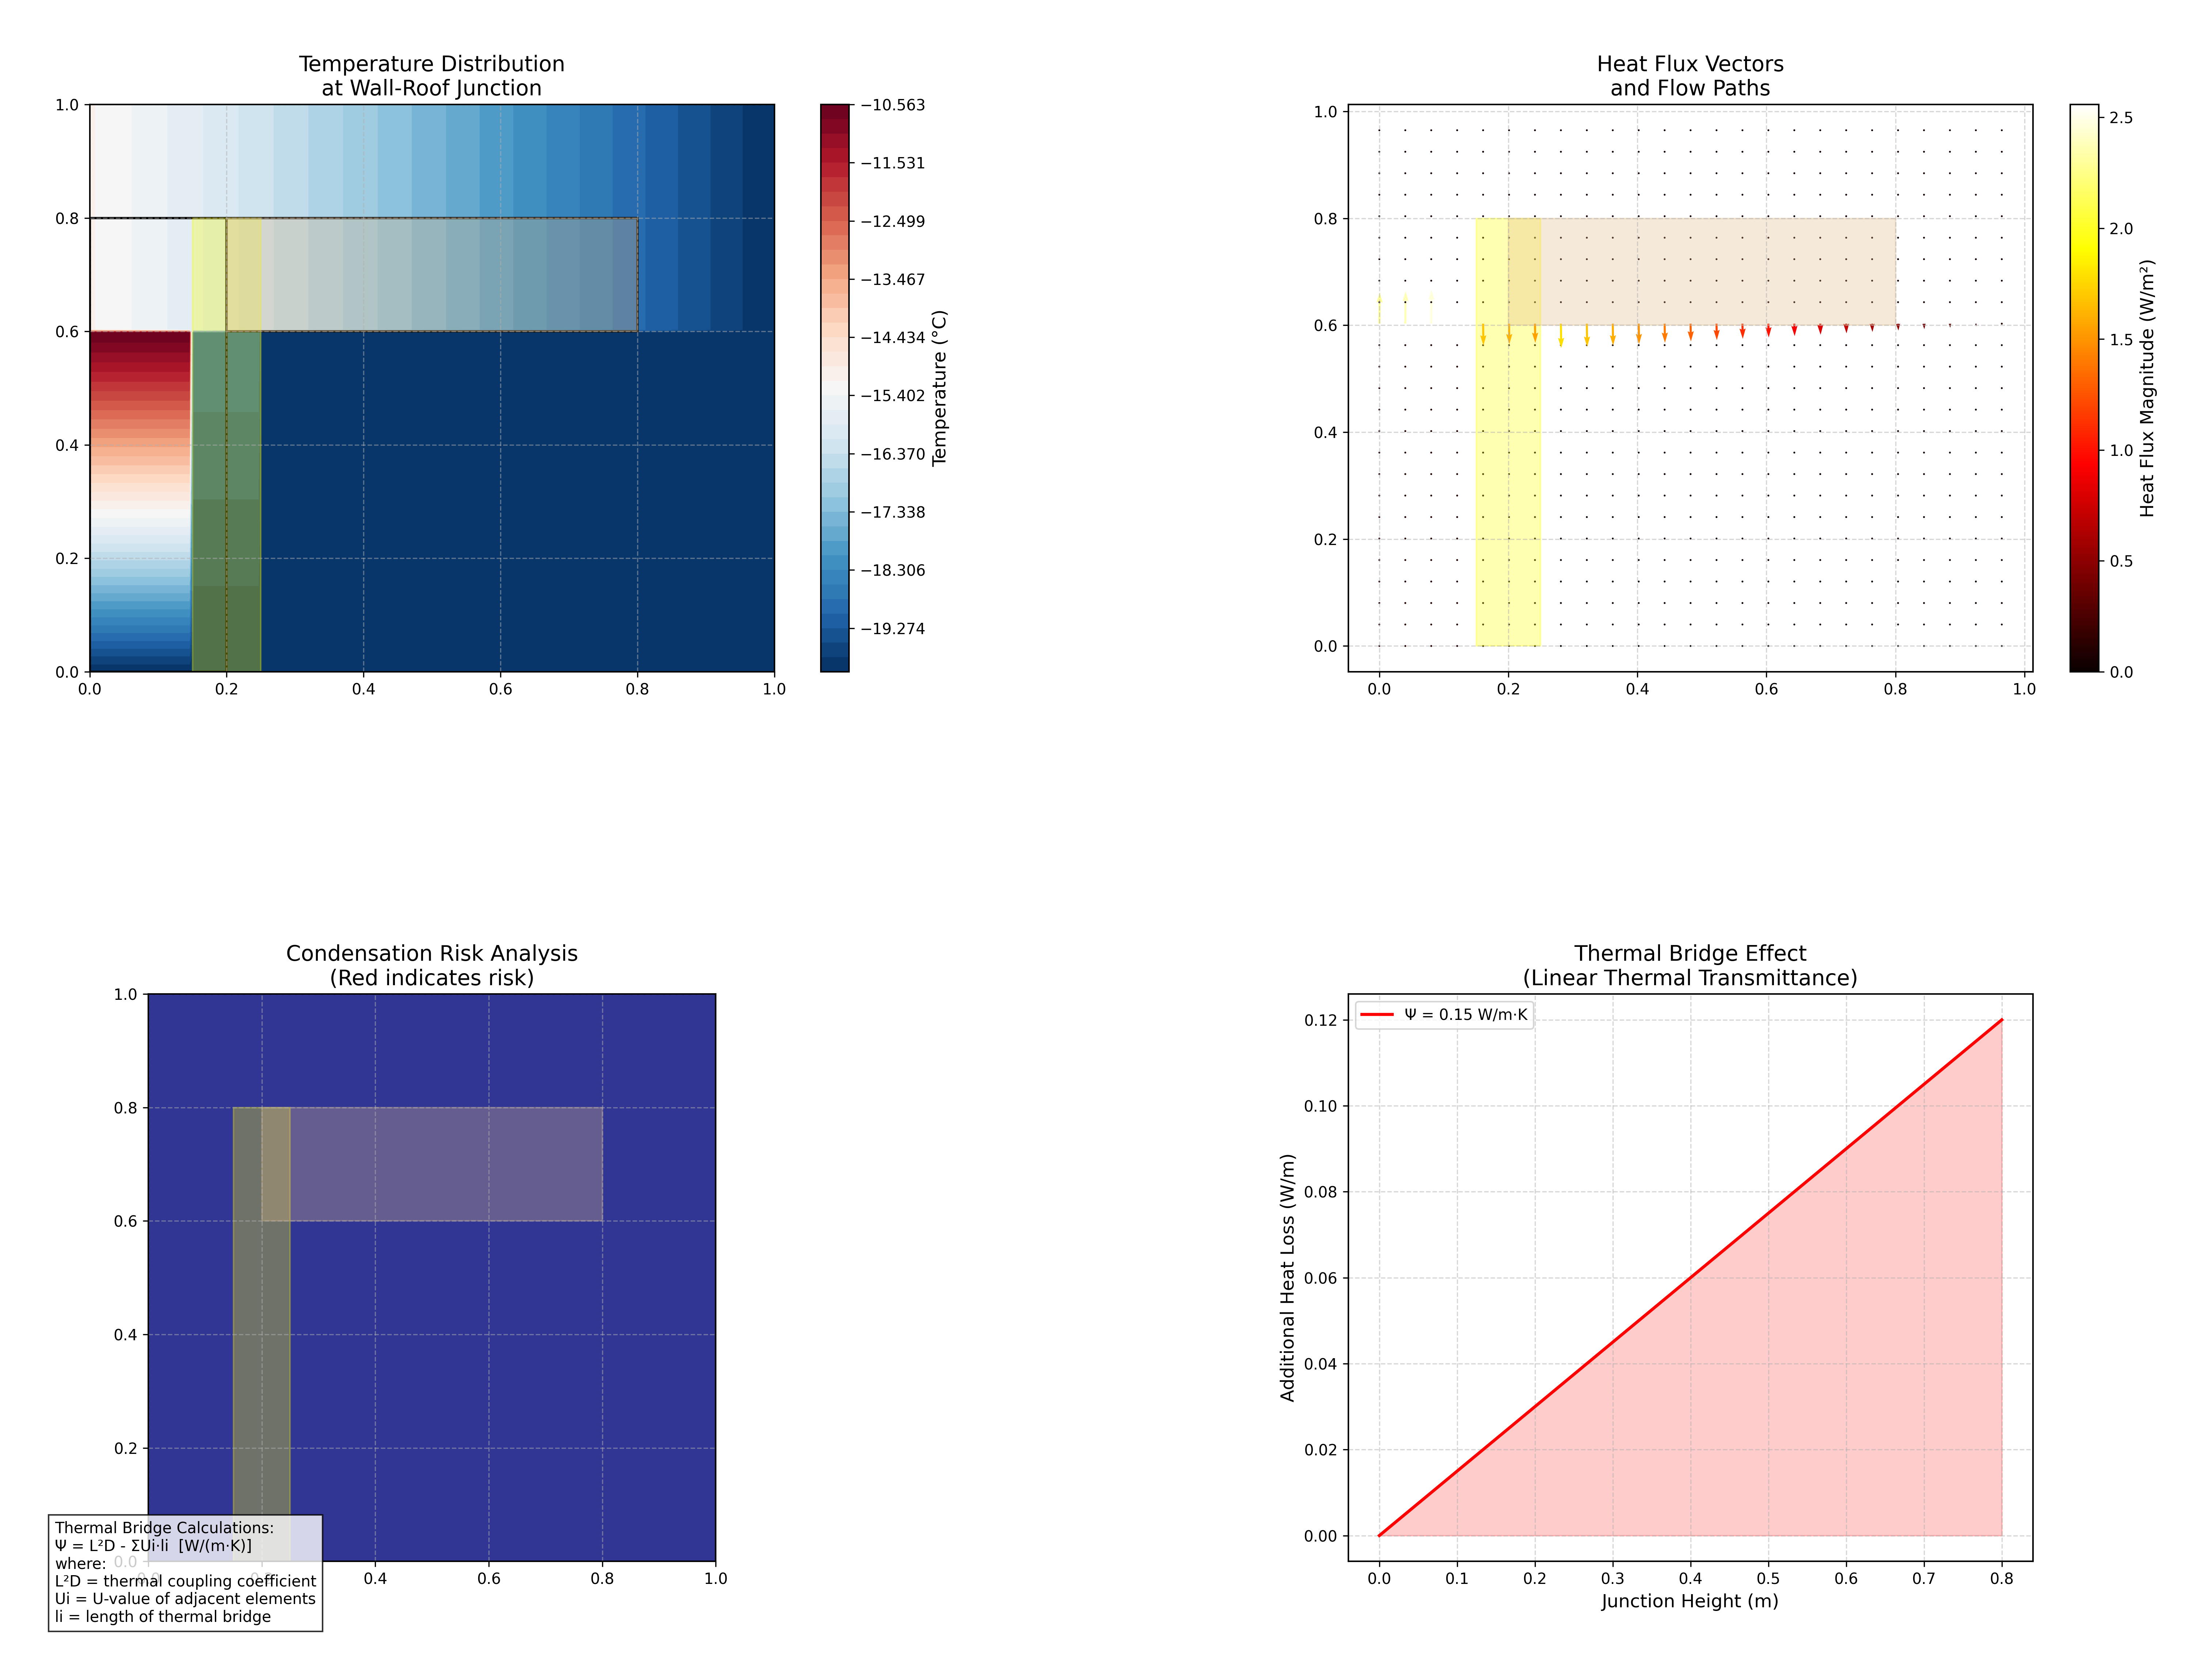 Temperature Distribution
at Wall-Roof Junction
1.0
0.8
0.6
0.4
0.2
0.0
0.0 0.2 0.4 0.6 0.8 1.0
−10.563
−11.531
−12.499
−13.467
−14.434
−15.402
−16.370
−17.338
−18.306
−19.274
Temperature (°C)
Heat Flux Vectors
and Flow Paths
1.0
0.8
0.6
0.4
0.2
0.0
0.0 0.2 0.4 0.6 0.8 1.0
2.5
2.0
1.5
1.0
0.5
0.0
Heat Flux Magnitude (W/m²)
Condensation Risk Analysis
(Red indicates risk)
1.0
0.8
0.6
0.4
0.2
0.0
0.4 0.6 0.8 1.0
Thermal Bridge Calculations:
Ψ = L²D - ΣUi·li  [W/(m·K)]
where:
L²D = thermal coupling coefficient
Ui = U-value of adjacent elements
li = length of thermal bridge
Thermal Bridge Effect
(Linear Thermal Transmittance)
Ψ = 0.15 W/m·K
0.12
0.10
0.08
0.06
0.04
0.02
0.00
Additional Heat Loss (W/m)
0.0 0.1 0.2 0.3 0.4 0.5 0.6 0.7 0.8
Junction Height (m)